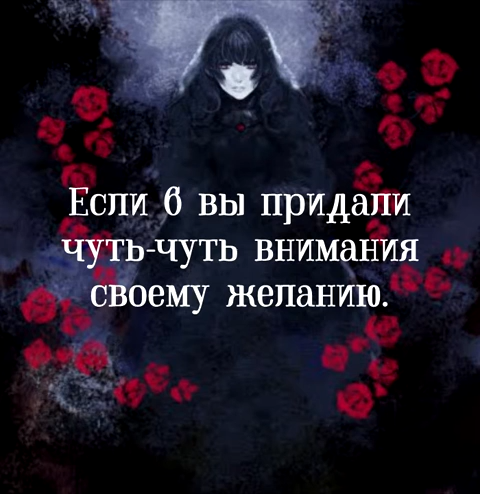 Если б вы придали
чуть-чуть внимания
своему желанию.